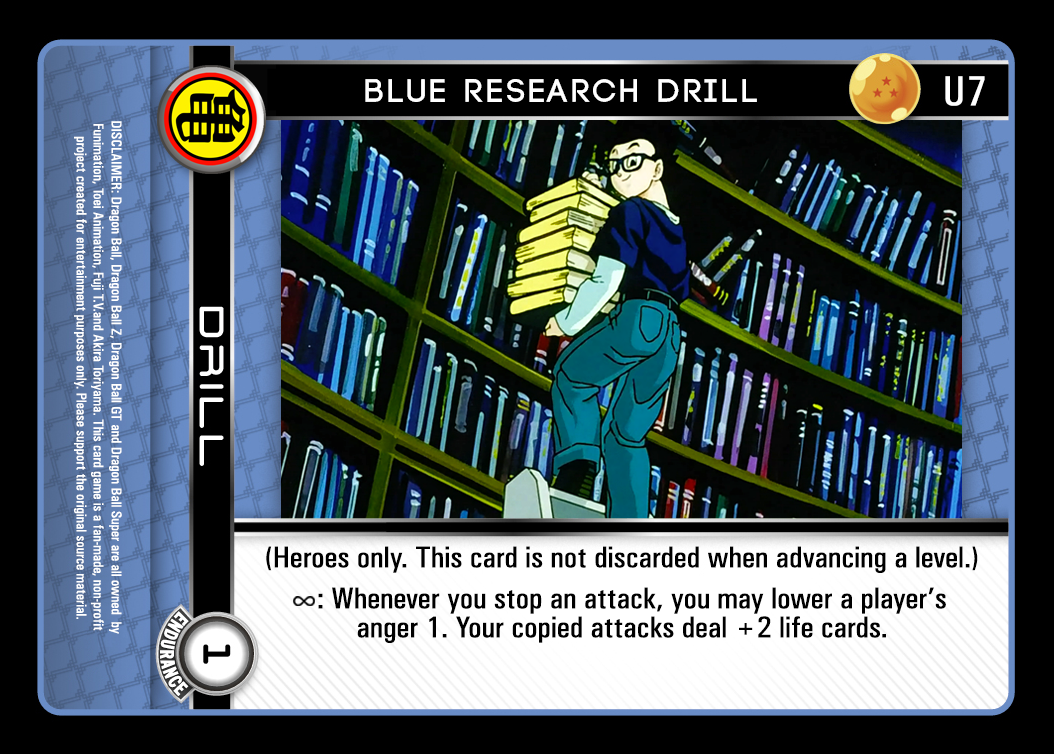 BLUE RESEARCH DRILL
U7
DRILL
(Heroes only. This card is not discarded when advancing a level.)
∞: Whenever you stop an attack, you may lower a player's
anger 1. Your copied attacks deal +2 life cards.
ENDURANCE
1
DISCLAIMER: Dragon Ball, Dragon Ball Z, Dragon Ball GT and Dragon Ball Super are all owned by
Funimation, Toei Animation, Fuji T.V.and Akira Toriyama. This card game is a fan-made, non-profit
project created for entertainment purposes only. Please support the original source material.